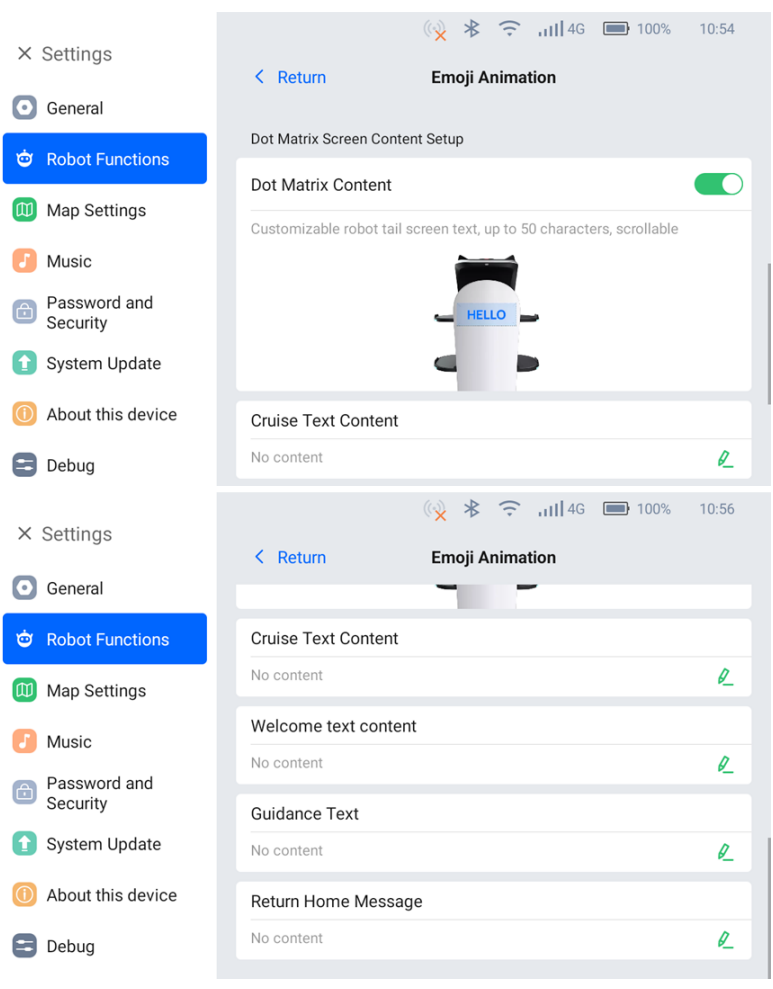 4G 100% 10:54
Settings
Return
Emoji Animation
General
Robot Functions
Map Settings
Music
Password and
Security
System Update
About this device
Debug
Dot Matrix Screen Content Setup
Dot Matrix Content
Customizable robot tail screen text, up to 50 characters, scrollable
HELLO
Cruise Text Content
No content
4G 100% 10:56
Settings
Return
Emoji Animation
General
Robot Functions
Map Settings
Music
Password and
Security
System Update
About this device
Debug
Cruise Text Content
No content
Welcome text content
No content
Guidance Text
No content
Return Home Message
No content